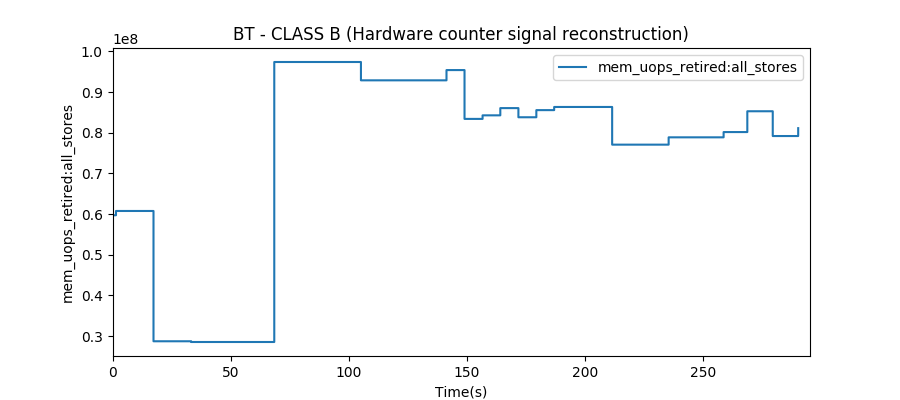 BT - CLASS B (Hardware counter signal reconstruction)
1e8
mem_uops_retired:all_stores
1.0
0.9
0.8
0.7
0.6
0.5
0.4
0.3
mem_uops_retired:all_stores
0 50 100 150 200 250
Time(s)